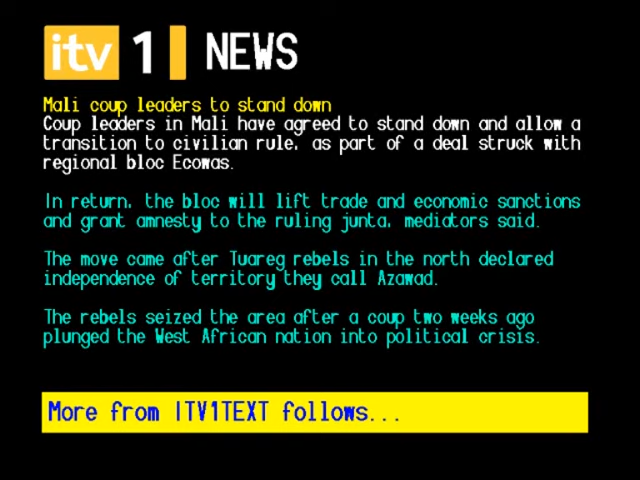 itv 1 NEWS
Mali coup leaders to stand down
Coup leaders in Mali have agreed to stand down and allow a
transition to civilian rule, as part of a deal struck with
regional bloc Ecowas.
In return, the bloc will lift trade and economic sanctions
and grant amnesty to the ruling junta, mediators said.
The move came after Tuareg rebels in the north declared
independence of territory they call Azawad.
The rebels seized the area after a coup two weeks ago
plunged the West African nation into political crisis.
More from ITV1TEXT follows...